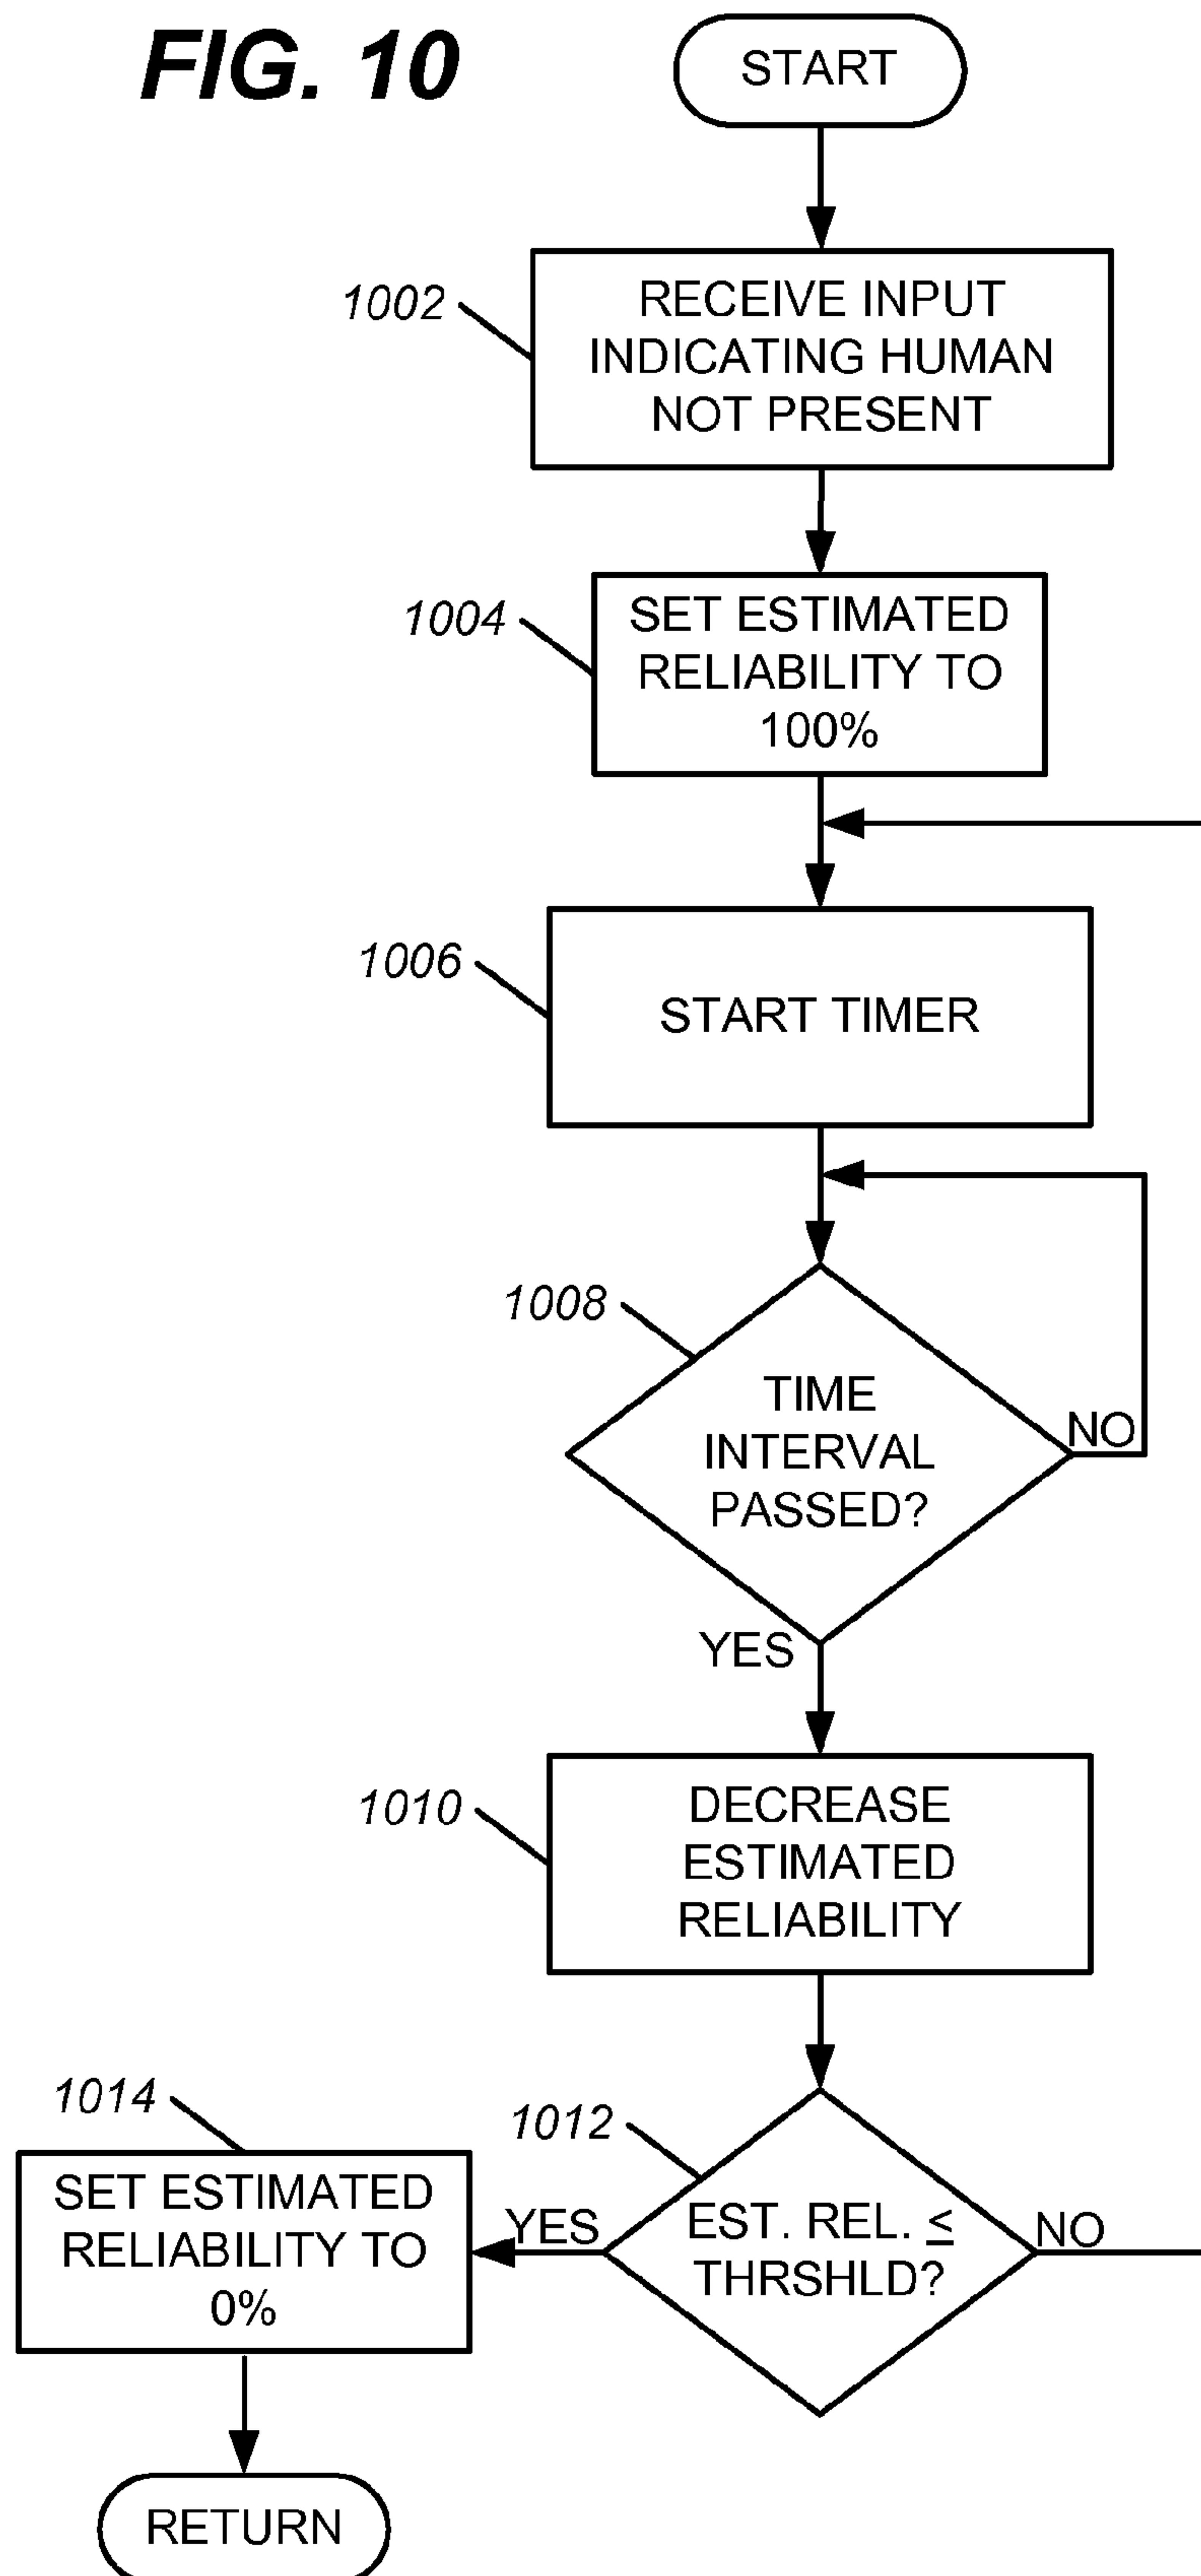 FIG. 10
START
1002
RECEIVE INPUT
INDICATING HUMAN
NOT PRESENT
1004
SET ESTIMATED
RELIABILITY TO
100%
1006
START TIMER
1008
TIME
INTERVAL
PASSED?
NO
YES
1010
DECREASE
ESTIMATED
RELIABILITY
1014
1012
SET ESTIMATED
RELIABILITY TO
0%
YES
EST. REL. ≤
THRSHLD?
NO
RETURN